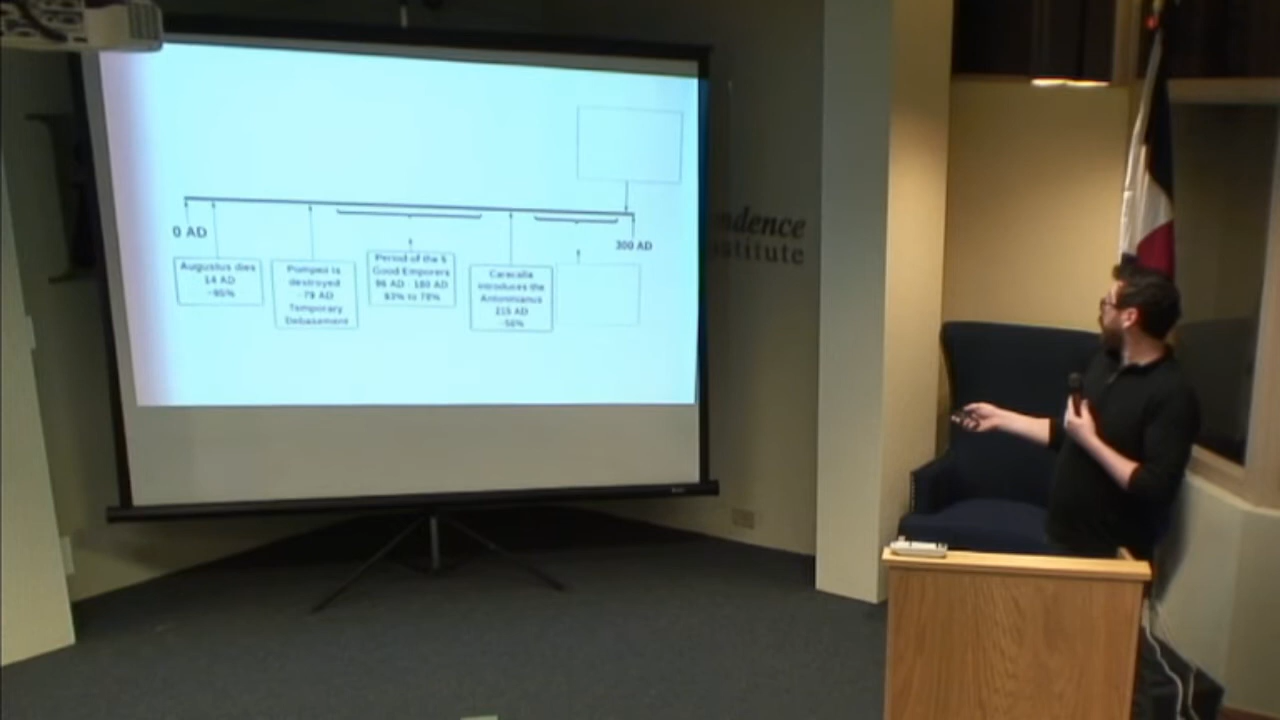 0 AD
300 AD
Augustus dies
14 AD
~95%
Pompeii is
destroyed
~79 AD
Temporary
Debasement
Period of the 5
Good Emporers
96 AD - 180 AD
93% to 78%
Caracalla
introduces the
Antoninianus
215 AD
~50%
ndence
stitute